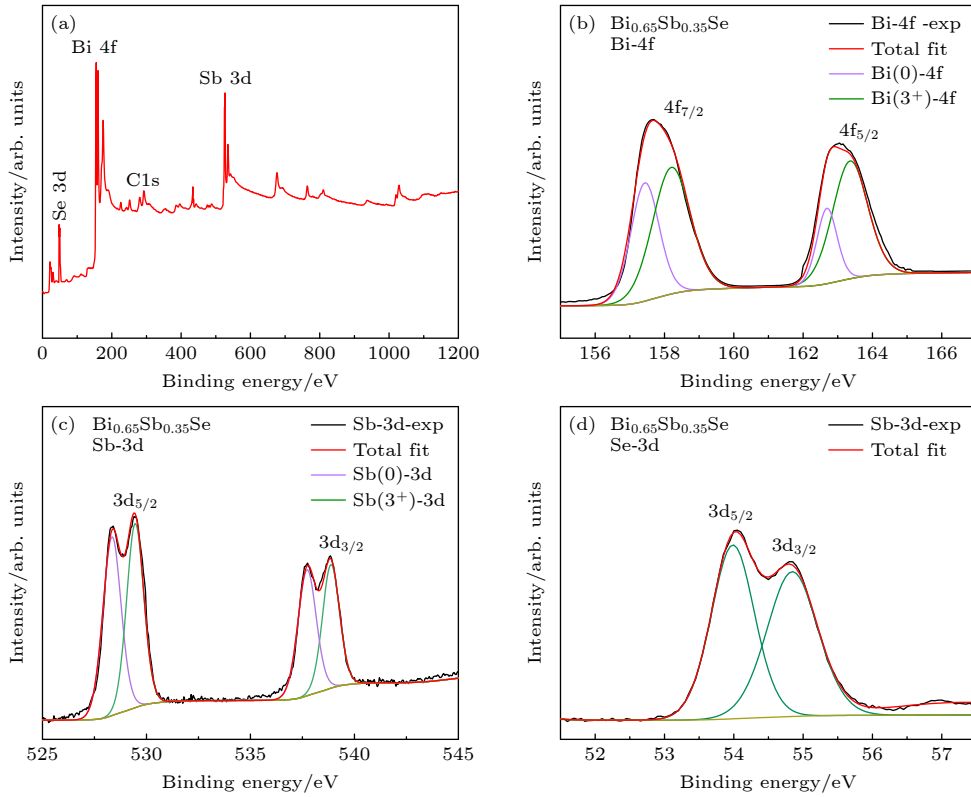 (a)
Bi 4f
Sb 3d
C1s
Se 3d
Intensity/arb. units
0 200 400 600 800 1000 1200
Binding energy/eV
(b)
Bi0.65Sb0.35Se
Bi-4f
Bi-4f -exp
Total fit
Bi(0)-4f
Bi(3+)-4f
4f7/2
4f5/2
Intensity/arb. units
156 158 160 162 164 166
Binding energy/eV
(c)
Bi0.65Sb0.35Se
Sb-3d
Sb-3d-exp
Total fit
Sb(0)-3d
Sb(3+)-3d
3d5/2
3d3/2
Intensity/arb. units
525 530 535 540 545
Binding energy/eV
(d)
Bi0.65Sb0.35Se
Se-3d
Sb-3d-exp
Total fit
3d5/2
3d3/2
Intensity/arb. units
52 53 54 55 56 57
Binding energy/eV